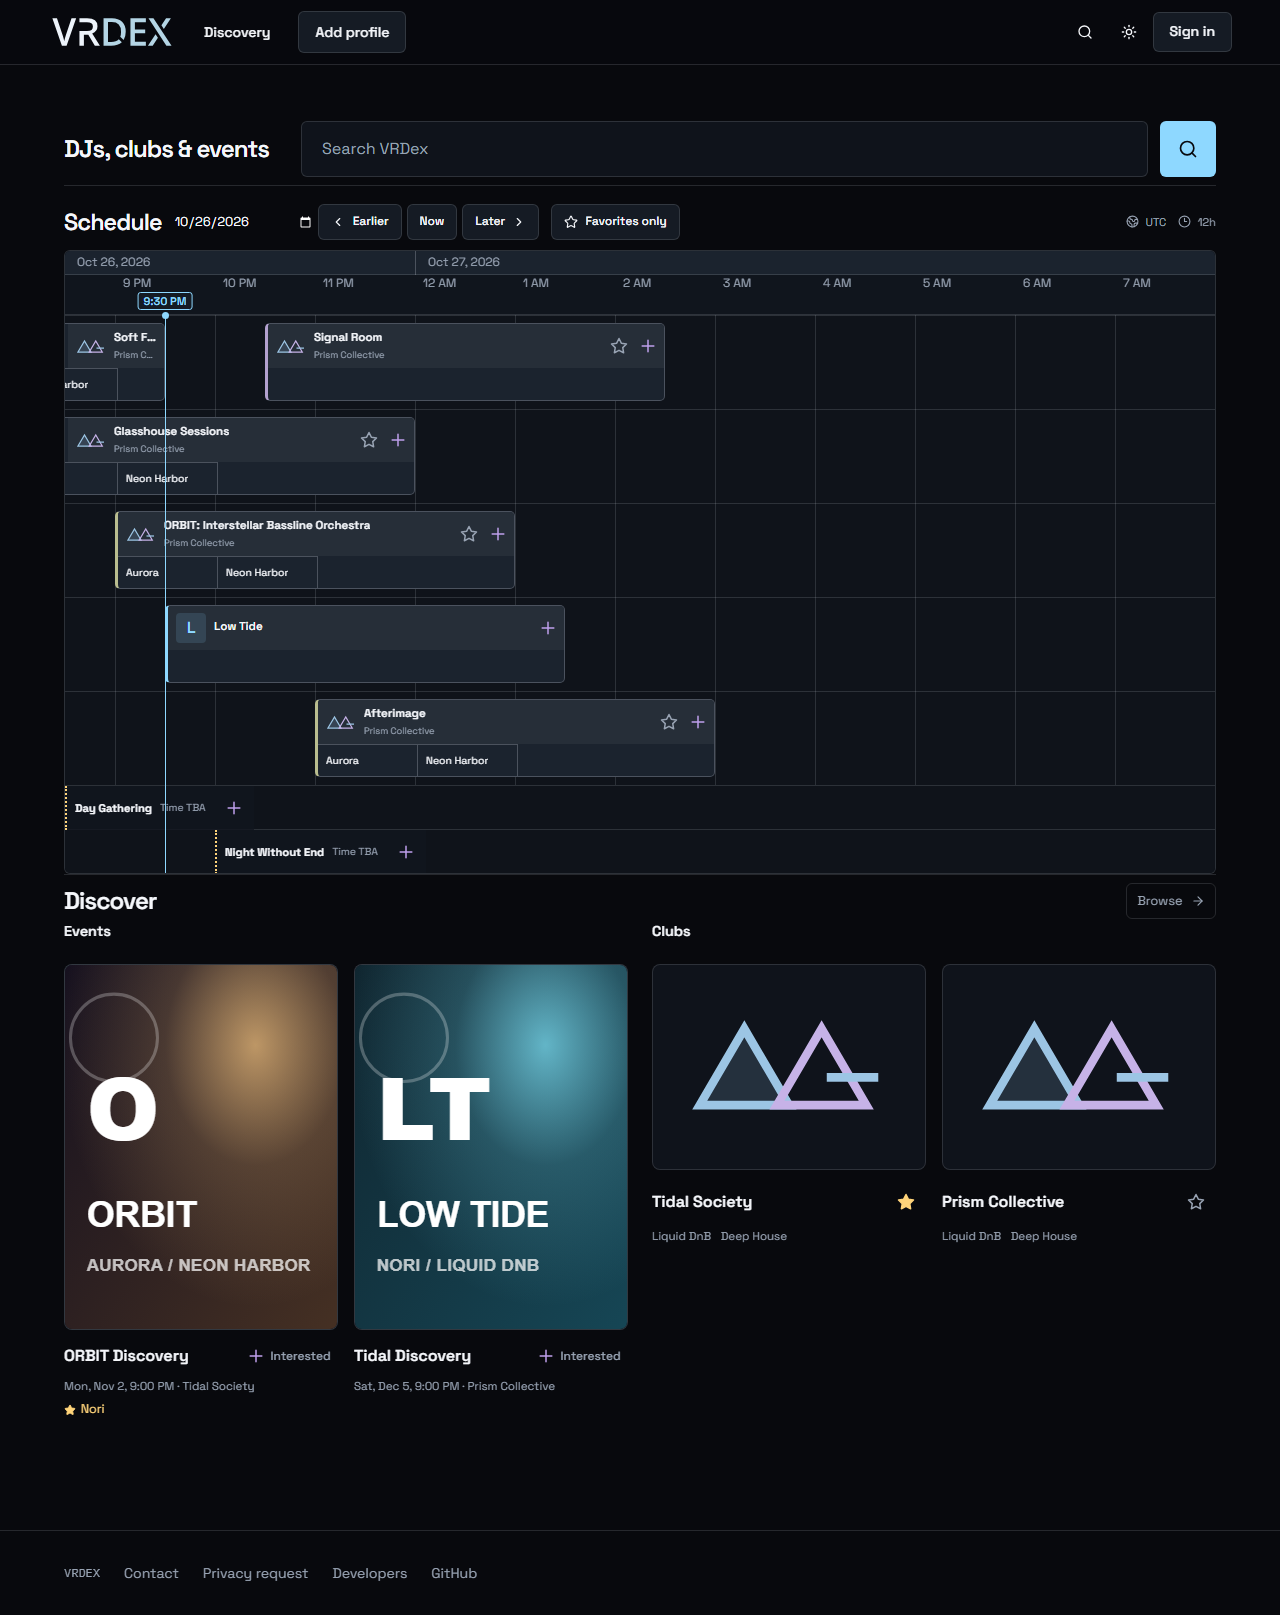 VRDEX Discovery Add profile Sign in
DJs, clubs & events Search VRDex
Schedule 10/26/2026 Earlier Now Later Favorites only UTC 12h
Oct 26, 2026 Oct 27, 2026
9 PM 10 PM 11 PM 12 AM 1 AM 2 AM 3 AM 4 AM 5 AM 6 AM 7 AM
9:30 PM
Soft F... Signal Room
Prism C... Prism Collective
arbor
Glasshouse Sessions
Prism Collective
Neon Harbor
ORBIT: Interstellar Bassline Orchestra
Prism Collective
Aurora Neon Harbor
L Low Tide
Afterimage
Prism Collective
Aurora Neon Harbor
Day Gathering Time TBA
Night Without End Time TBA
Discover Browse
Events Clubs
O LT
ORBIT LOW TIDE
AURORA / NEON HARBOR NORI / LIQUID DNB
Tidal Society Prism Collective
Liquid DnB Deep House Liquid DnB Deep House
ORBIT Discovery Interested Tidal Discovery Interested
Mon, Nov 2, 9:00 PM · Tidal Society Sat, Dec 5, 9:00 PM · Prism Collective
Nori
VRDEX Contact Privacy request Developers GitHub